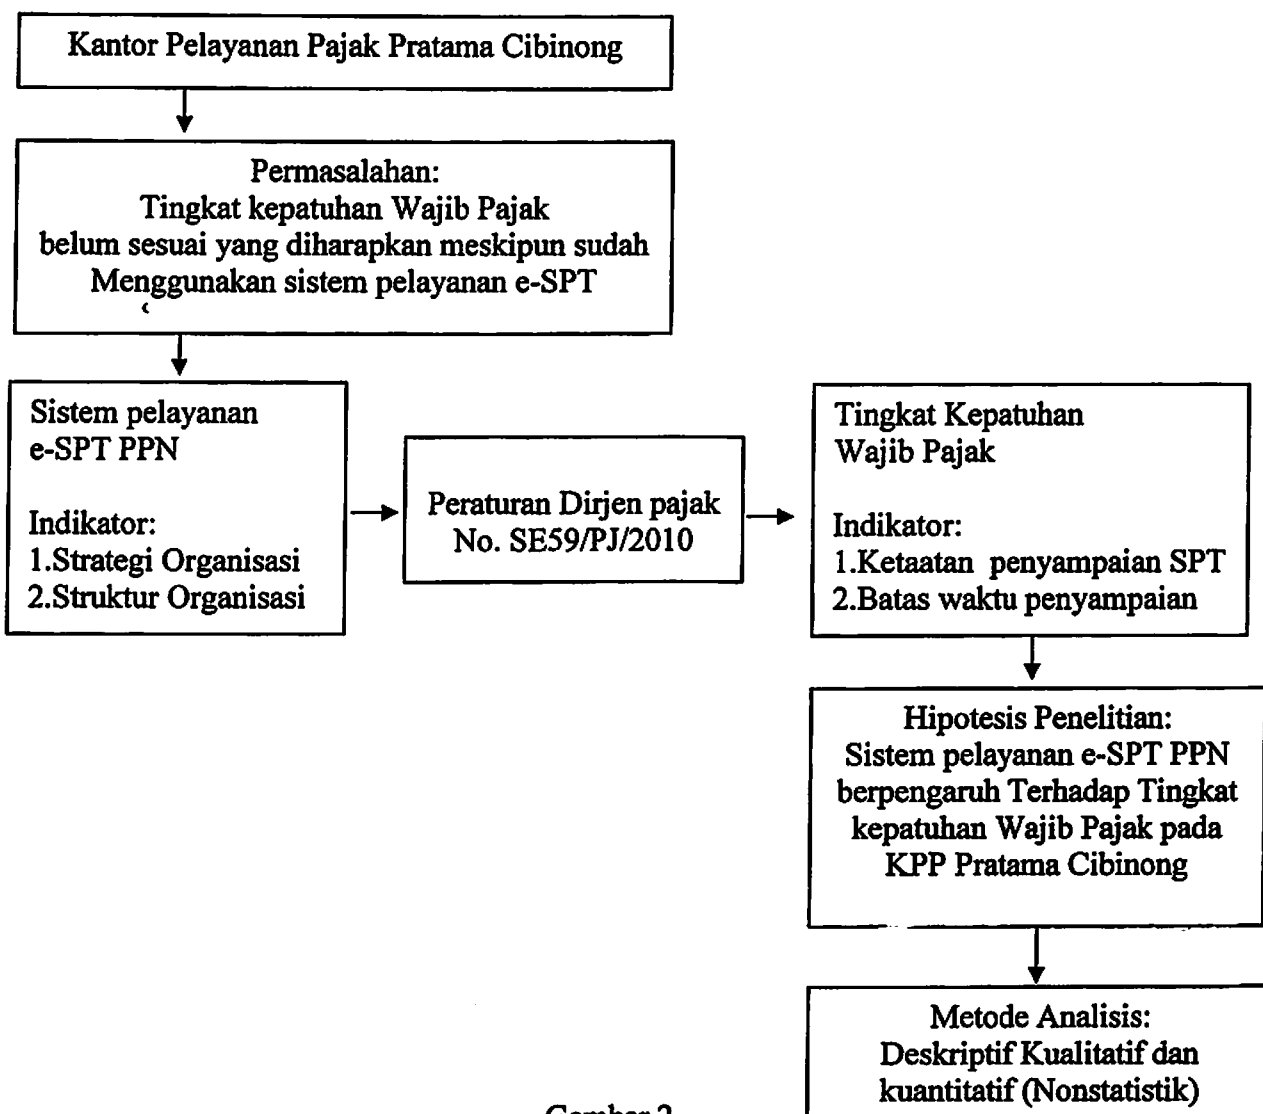 Kantor Pelayanan Pajak Pratama Cibinong
Permasalahan:
Tingkat kepatuhan Wajib Pajak
belum sesuai yang diharapkan meskipun sudah
Menggunakan sistem pelayanan e-SPT
Sistem pelayanan
e-SPT PPN
Indikator:
1.Strategi Organisasi
2.Struktur Organisasi
Peraturan Dirjen pajak
No. SE59/PJ/2010
Tingkat Kepatuhan
Wajib Pajak
Indikator:
1.Ketaatan penyampaian SPT
2.Batas waktu penyampaian
Hipotesis Penelitian:
Sistem pelayanan e-SPT PPN
berpengaruh Terhadap Tingkat
kepatuhan Wajib Pajak pada
KPP Pratama Cibinong
Metode Analisis:
Deskriptif Kualitatif dan
kuantitatif (Nonstatistik)
Gambar 2